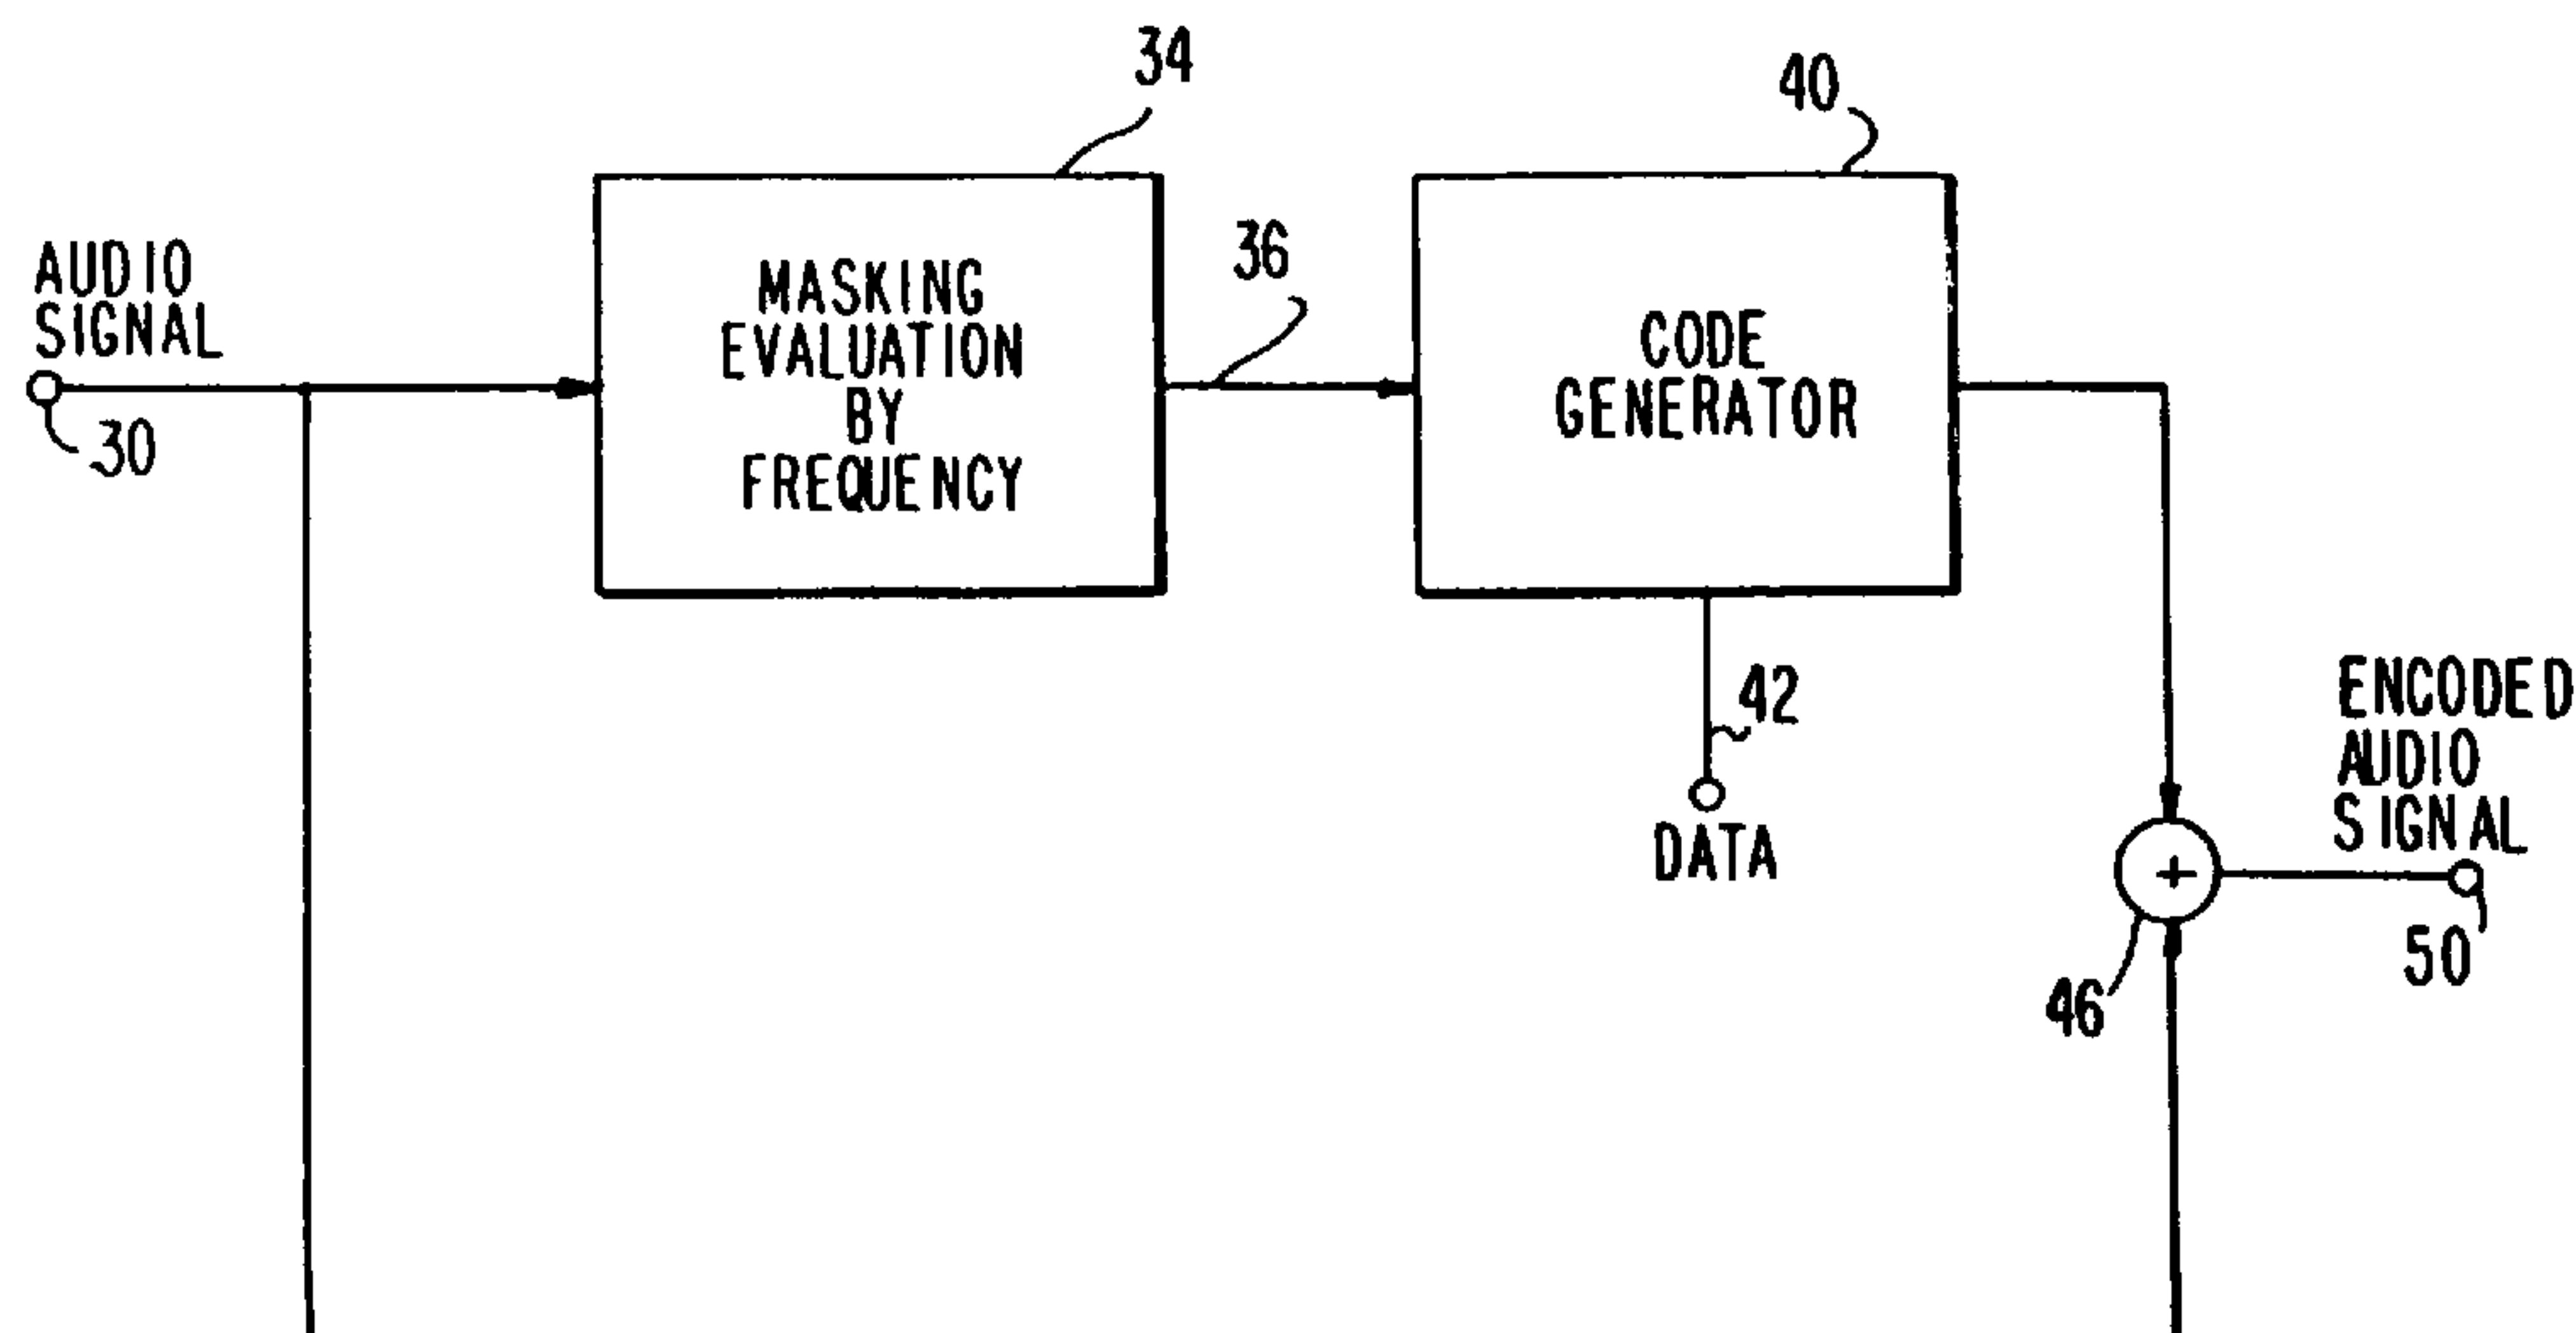 34
40
AUDIO
SIGNAL
30
MASKING
EVALUATION
BY
FREQUENCY
36
CODE
GENERATOR
42
DATA
ENCODED
AUDIO
SIGNAL
+
50
46